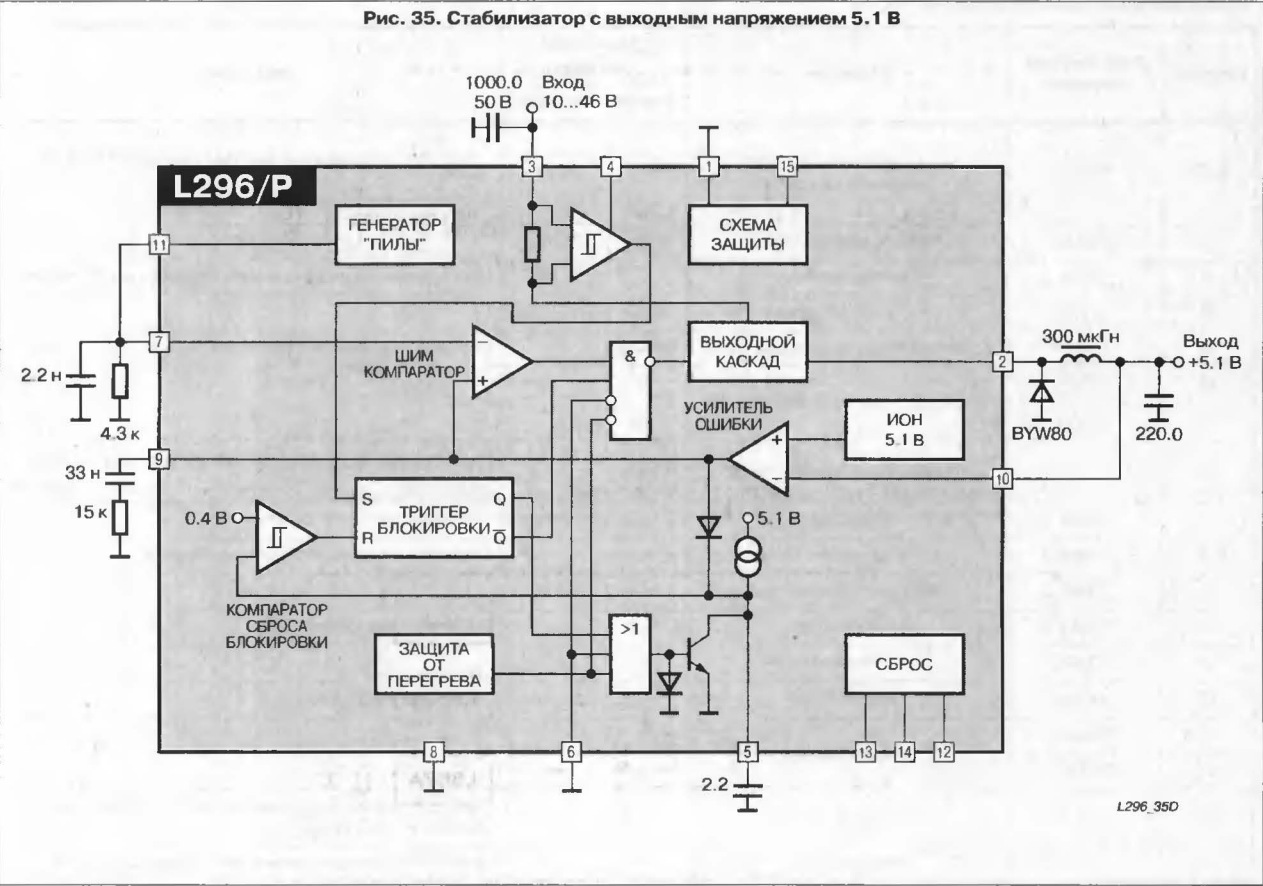 Рис. 35. Стабилизатор с выходным напряжением 5.1 В
1000.0
50 В
Вход
10...46 В
3
4
1
15
L296/P
ГЕНЕРАТОР
"ПИЛЫ"
СХЕМА
ЗАЩИТЫ
11
7
ШИМ
КОМПАРАТОР
−
+
&
ВЫХОДНОЙ
КАСКАД
2
300 мкГн
Выход
+5.1 В
2.2 н
4.3 к
УСИЛИТЕЛЬ
ОШИБКИ
+
−
ИОН
5.1 В
BYW80
220.0
9
10
33 н
15 к
0.4 В
S
Q
ТРИГГЕР
БЛОКИРОВКИ
R
Q̅
5.1 В
КОМПАРАТОР
СБРОСА
БЛОКИРОВКИ
ЗАЩИТА
ОТ
ПЕРЕГРЕВА
>1
СБРОС
8
6
5
13
14
12
2.2
L296_35D